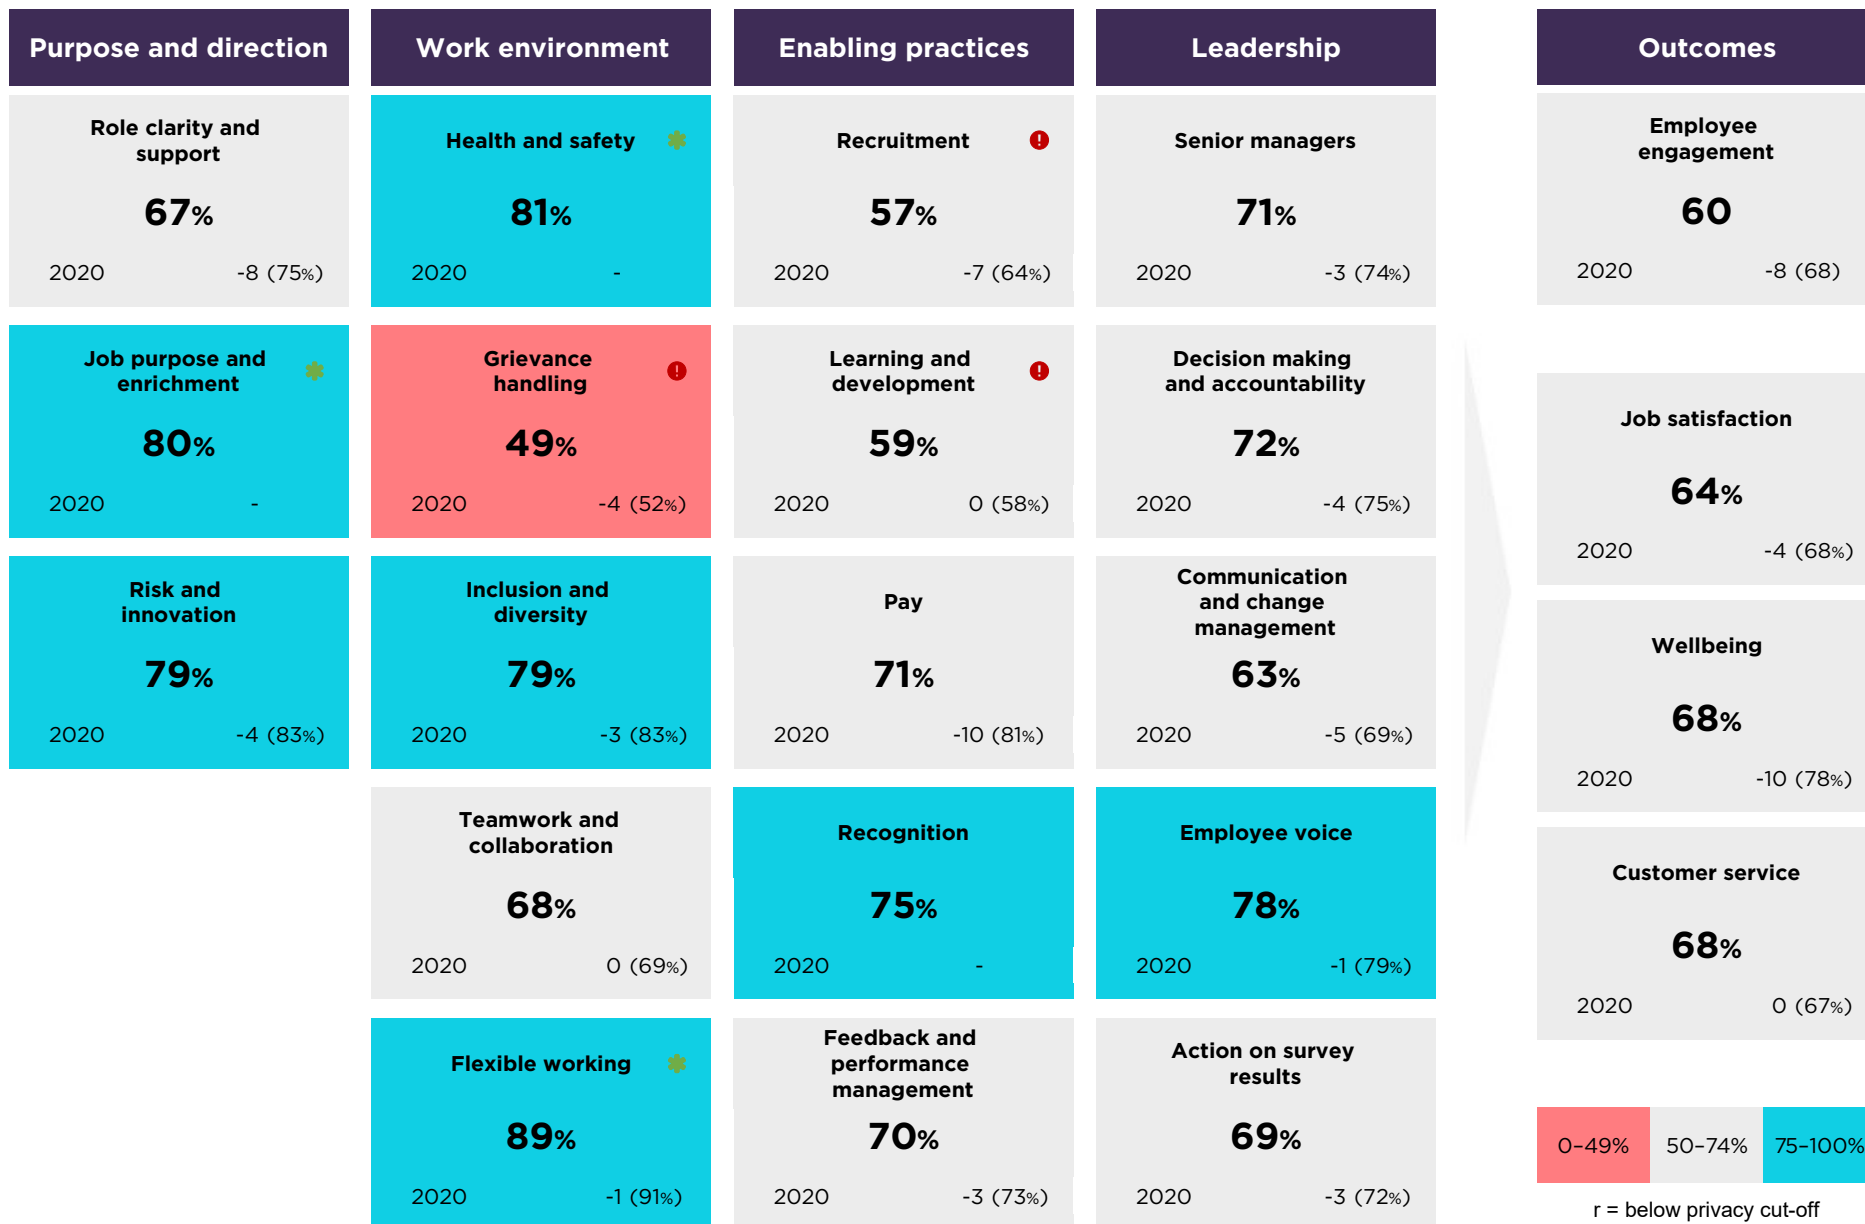 Purpose and direction
Role clarity and
support
67%
2020 -8 (75%)
Job purpose and
enrichment
80%
2020 -
Risk and
innovation
79%
2020 -4 (83%)
Work environment
Health and safety
81%
2020 -
Grievance
handling
49%
2020 -4 (52%)
Inclusion and
diversity
79%
2020 -3 (83%)
Teamwork and
collaboration
68%
2020 0 (69%)
Flexible working
89%
2020 -1 (91%)
Enabling practices
Recruitment
57%
2020 -7 (64%)
Learning and
development
59%
2020 0 (58%)
Pay
71%
2020 -10 (81%)
Recognition
75%
2020 -
Feedback and
performance
management
70%
2020 -3 (73%)
Leadership
Senior managers
71%
2020 -3 (74%)
Decision making
and accountability
72%
2020 -4 (75%)
Communication
and change
management
63%
2020 -5 (69%)
Employee voice
78%
2020 -1 (79%)
Action on survey
results
69%
2020 -3 (72%)
Outcomes
Employee
engagement
60
2020 -8 (68)
Job satisfaction
64%
2020 -4 (68%)
Wellbeing
68%
2020 -10 (78%)
Customer service
68%
2020 0 (67%)
0-49% 50-74% 75-100%
r = below privacy cut-off